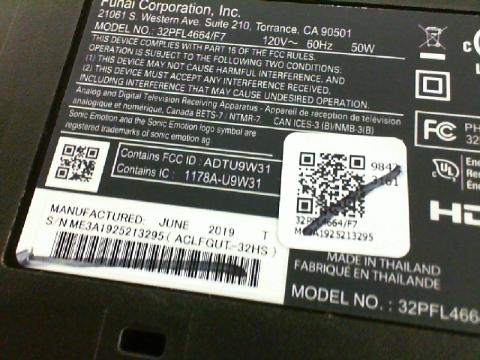 Funai Corporation, Inc.
21061 S. Western Ave. Suite 210, Torrance, CA 90501
MODEL NO.: 32PFL4664/F7 120V~ 60Hz 50W
THIS DEVICE COMPLIES WITH PART 15 OF THE FCC RULES.
OPERATION IS SUBJECT TO THE FOLLOWING TWO CONDITIONS:
(1) THIS DEVICE MAY NOT CAUSE HARMFUL INTERFERENCE, AND
(2) THIS DEVICE MUST ACCEPT ANY INTERFERENCE RECEIVED,
INCLUDING INTERFERENCE THAT MAY CAUSE UNDESIRED OPERATION.
Analog and Digital Television Receiving Apparatus - Appareil de réception de télévision
analogique et numérique, Canada BETS-7 / NTMR-7. CAN ICES-3 (B)/NMB-3(B)
Sonic Emotion and the Sonic Emotion logo symbol are
registered trademarks of sonic emotion ag.
Contains FCC ID : ADTU9W31
Contains IC : 1178A-U9W31
MANUFACTURED: JUNE 2019 T
S/N ME3A1925213295 ( ACLFGUT-32HS )
32PFL4664/F7
ME3A1925213295
FC
UL
HD
MADE IN THAILAND
FABRIQUÉ EN THAÏLANDE
MODEL NO. : 32PFL466